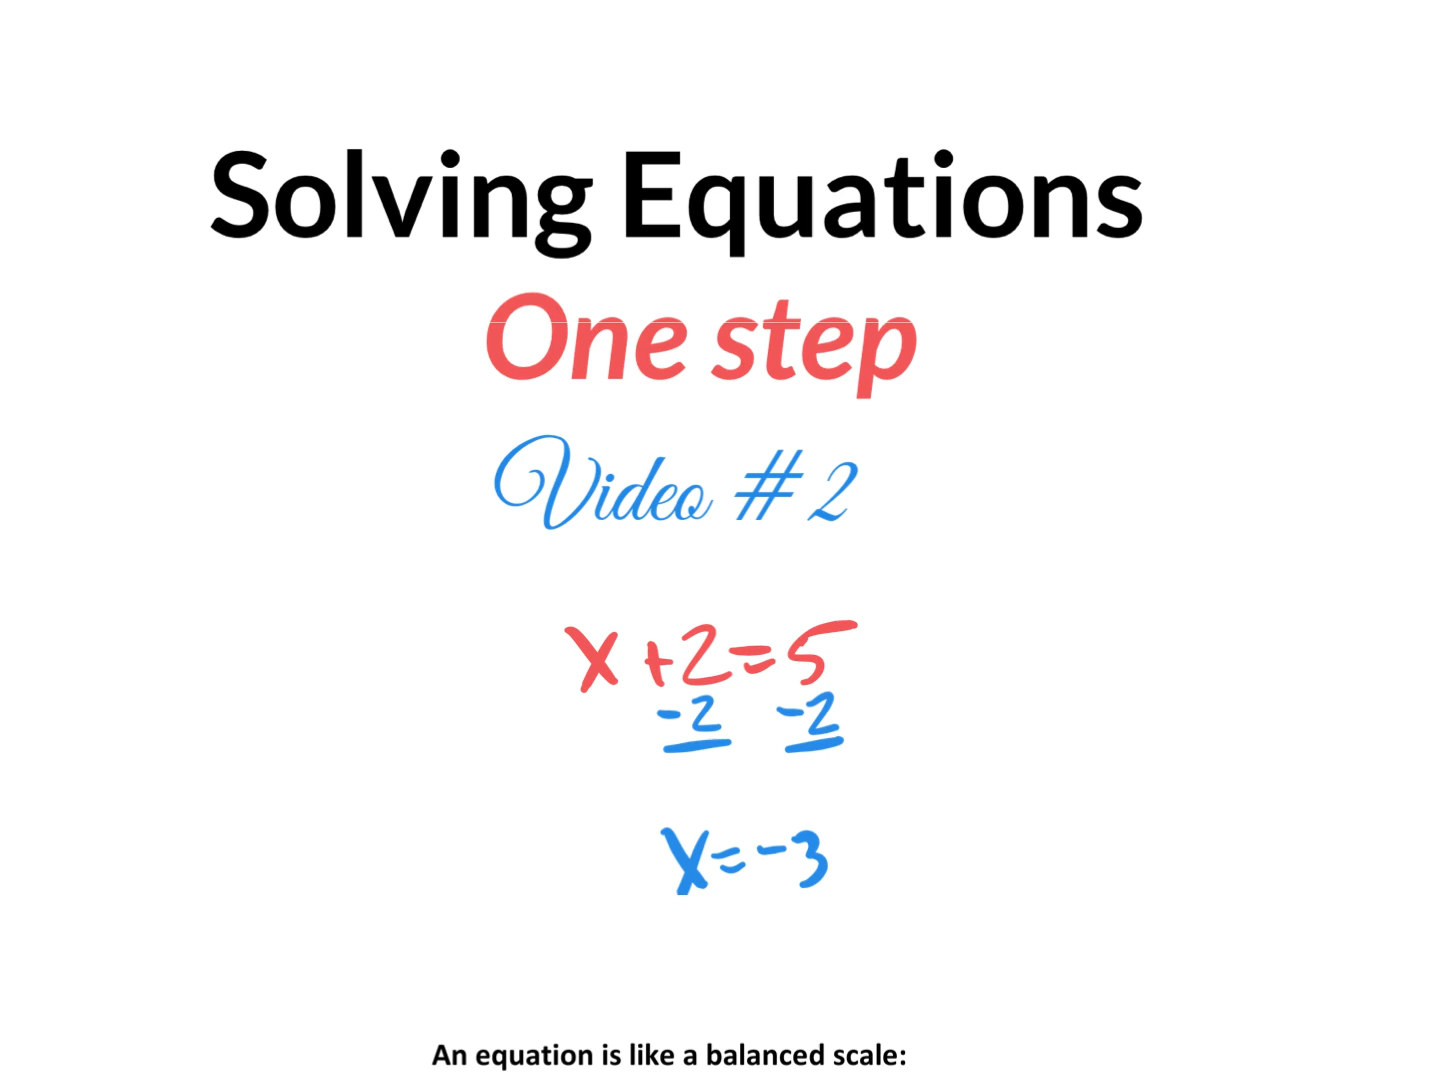 Solving Equations
One step
Video #2
x +2=5
-2 -2
x=-3
An equation is like a balanced scale: